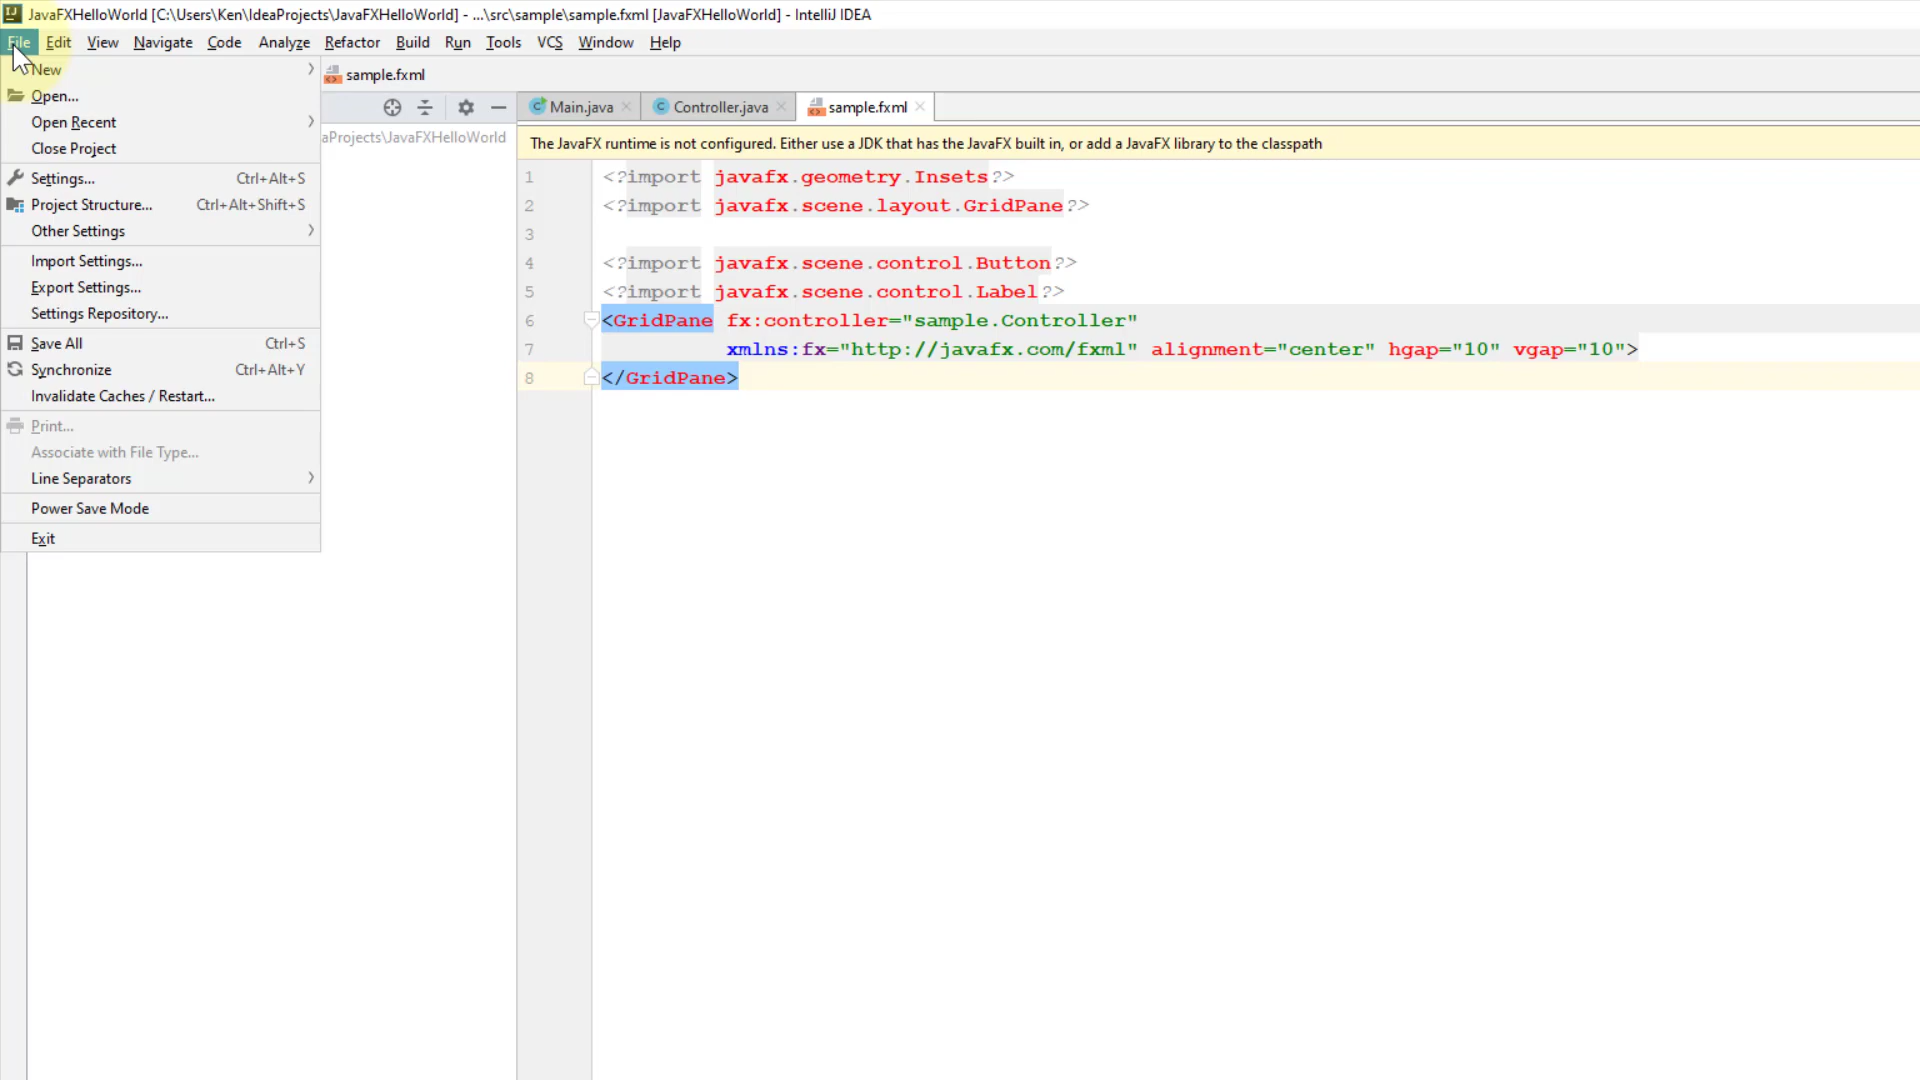 JavaFXHelloWorld [C:\Users\Ken\IdeaProjects\JavaFXHelloWorld] - ...\src\sample\sample.fxml [JavaFXHelloWorld] - IntelliJ IDEA
File Edit View Navigate Code Analyze Refactor Build Run Tools VCS Window Help
New
sample.fxml
Open...
Open Recent
Close Project
Settings... Ctrl+Alt+S
Project Structure... Ctrl+Alt+Shift+S
Other Settings
Import Settings...
Export Settings...
Settings Repository...
Save All Ctrl+S
Synchronize Ctrl+Alt+Y
Invalidate Caches / Restart...
Print...
Associate with File Type...
Line Separators
Power Save Mode
Exit
aProjects\JavaFXHelloWorld
Main.java Controller.java sample.fxml
The JavaFX runtime is not configured. Either use a JDK that has the JavaFX built in, or add a JavaFX library to the classpath
1 <?import javafx.geometry.Insets?>
2 <?import javafx.scene.layout.GridPane?>
3
4 <?import javafx.scene.control.Button?>
5 <?import javafx.scene.control.Label?>
6 <GridPane fx:controller="sample.Controller"
7 xmlns:fx="http://javafx.com/fxml" alignment="center" hgap="10" vgap="10">
8 </GridPane>